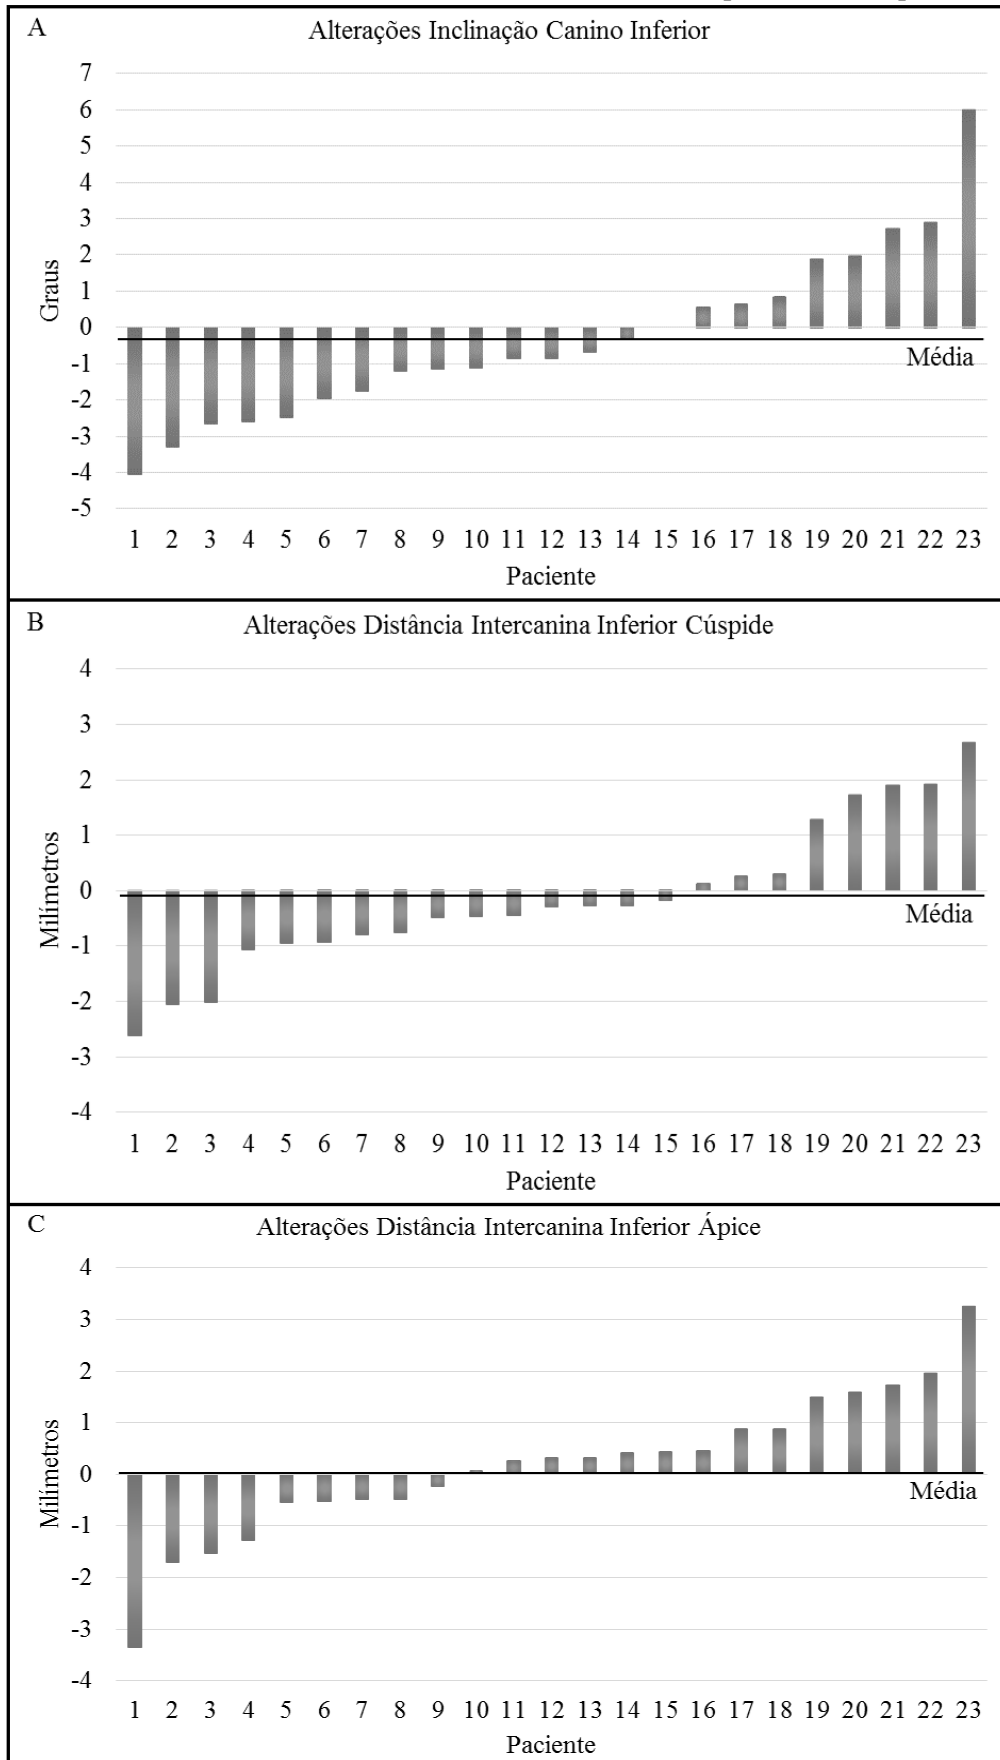 A
Alterações Inclinação Canino Inferior
7
6
5
4
3
2
1
0
-1
-2
-3
-4
-5
Graus
Média
1 2 3 4 5 6 7 8 9 10 11 12 13 14 15 16 17 18 19 20 21 22 23
Paciente
B
Alterações Distância Intercanina Inferior Cúspide
4
3
2
1
0
-1
-2
-3
-4
Milímetros
Média
1 2 3 4 5 6 7 8 9 10 11 12 13 14 15 16 17 18 19 20 21 22 23
Paciente
C
Alterações Distância Intercanina Inferior Ápice
4
3
2
1
0
-1
-2
-3
-4
Milímetros
Média
1 2 3 4 5 6 7 8 9 10 11 12 13 14 15 16 17 18 19 20 21 22 23
Paciente